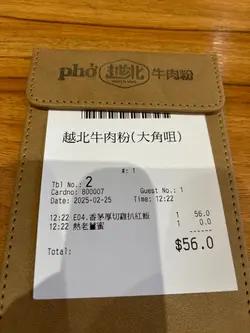 phở 越北 牛肉粉
越北牛肉粉(大角咀)
#: 1
Tbl No.: 2
Cardno: 800007 Guest No.: 1
Date: 2025-02-25 Time: 12:22
12:22 E04.香茅厚切雞扒紅飯 1 56.0
12:22 熱老薑蜜 1 0.0
Total: $56.0